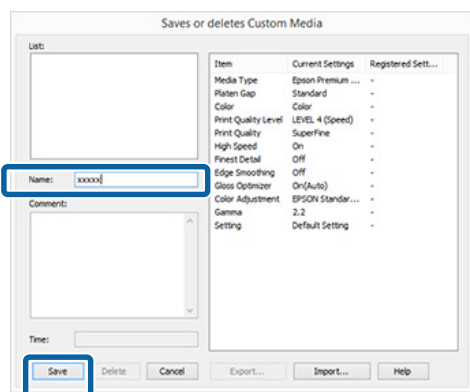 Saves or deletes Custom Media
List:
Item Current Settings Registered Sett...
Media Type Epson Premium ... -
Platen Gap Standard -
Color Color -
Print Quality Level LEVEL 4 (Speed) -
Print Quality SuperFine -
High Speed On -
Finest Detail Off -
Edge Smoothing Off -
Gloss Optimizer On(Auto) -
Color Adjustment EPSON Standar... -
Gamma 2.2 -
Setting Default Setting -
Name: xxxxx
Comment:
Time:
Save Delete Cancel Export... Import... Help